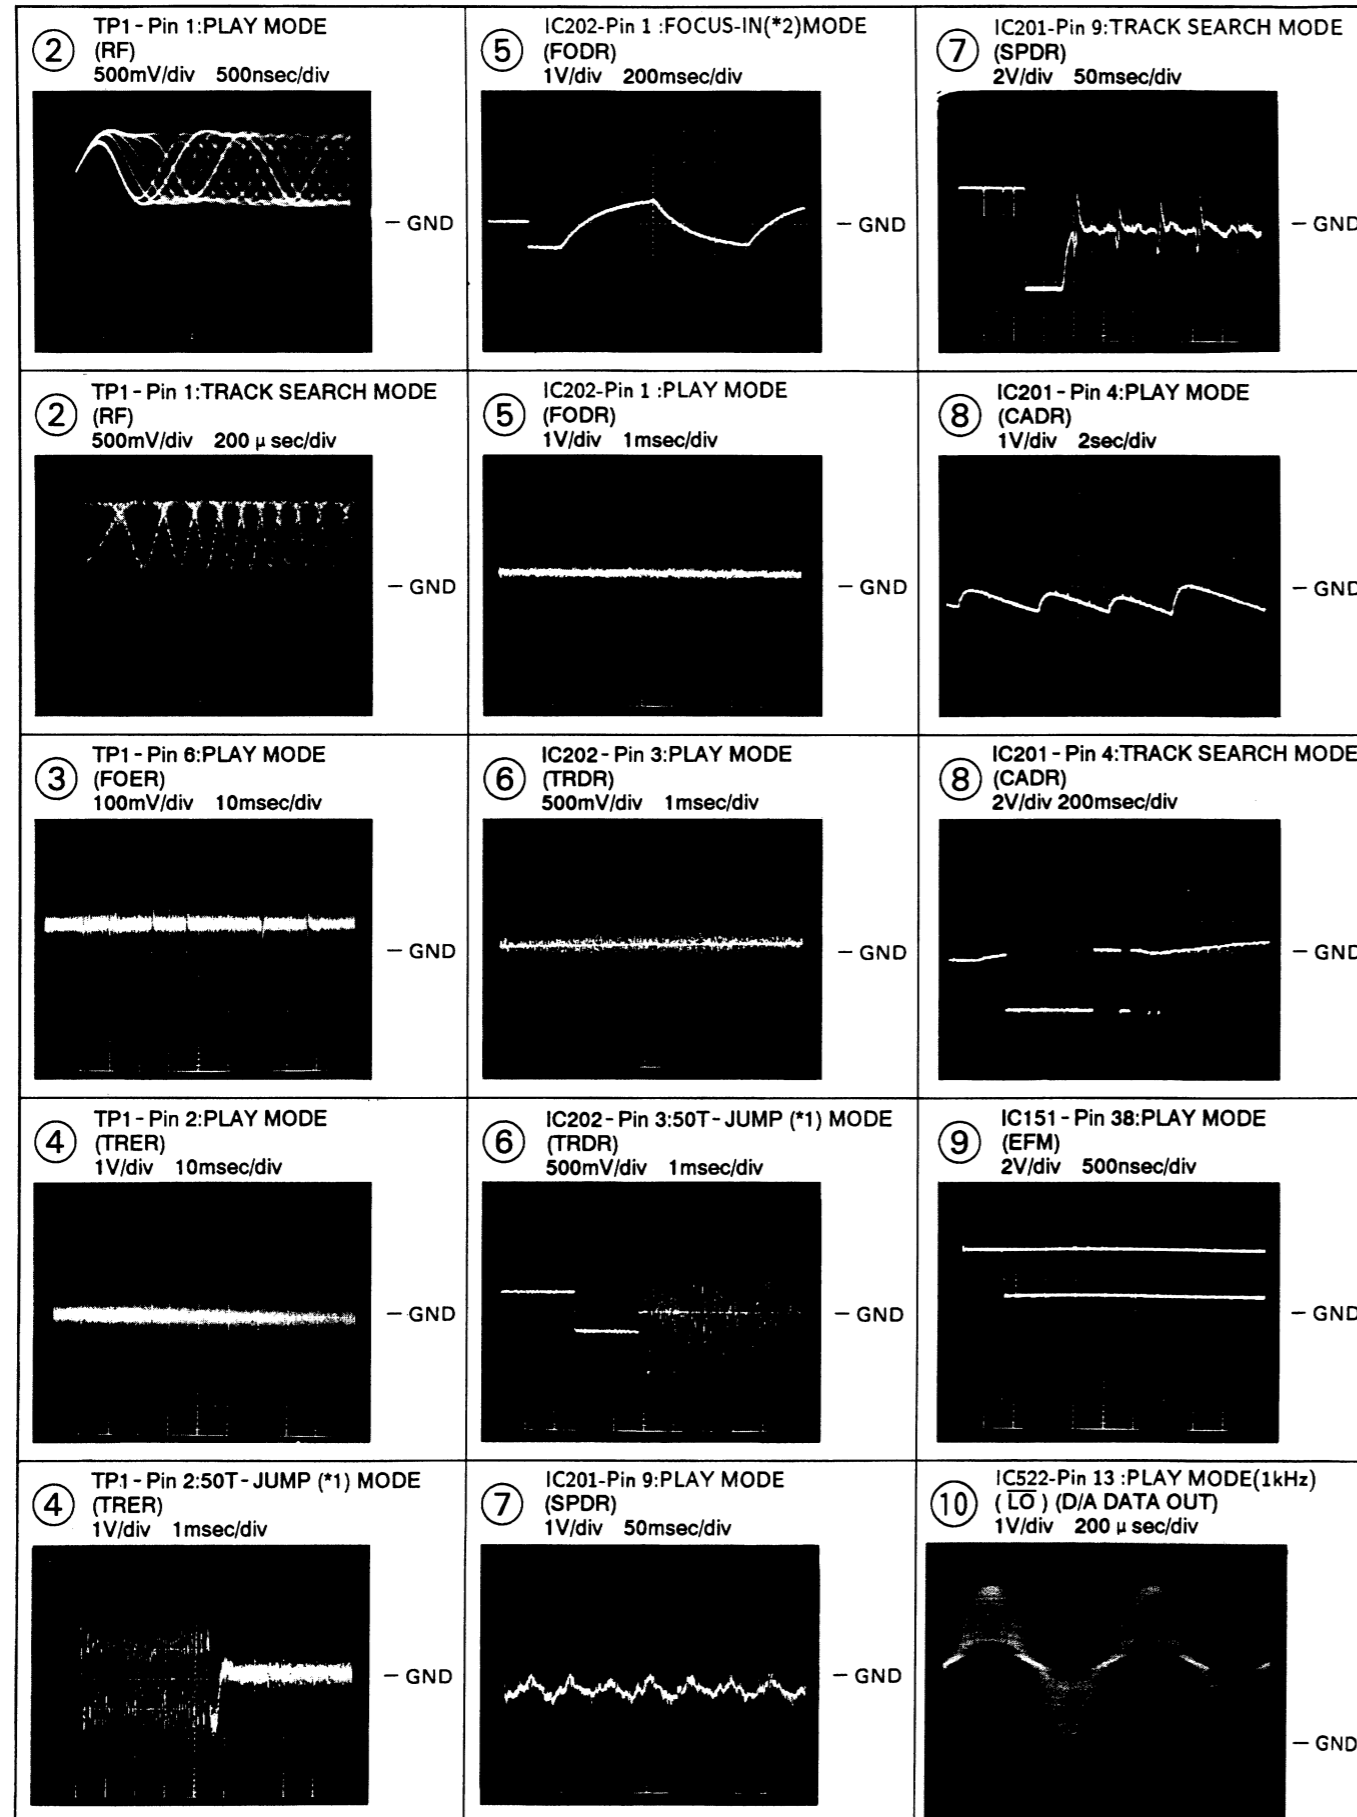 ② TP1-Pin 1:PLAY MODE
(RF)
500mV/div 500nsec/div
– GND
⑤ IC202-Pin 1 :FOCUS-IN(*2)MODE
(FODR)
1V/div 200msec/div
– GND
⑦ IC201-Pin 9:TRACK SEARCH MODE
(SPDR)
2V/div 50msec/div
– GND
② TP1-Pin 1:TRACK SEARCH MODE
(RF)
500mV/div 200 μ sec/div
– GND
⑤ IC202-Pin 1 :PLAY MODE
(FODR)
1V/div 1msec/div
– GND
⑧ IC201-Pin 4:PLAY MODE
(CADR)
1V/div 2sec/div
– GND
③ TP1-Pin 6:PLAY MODE
(FOER)
100mV/div 10msec/div
– GND
⑥ IC202-Pin 3:PLAY MODE
(TRDR)
500mV/div 1msec/div
– GND
⑧ IC201-Pin 4:TRACK SEARCH MODE
(CADR)
2V/div 200msec/div
– GND
④ TP1-Pin 2:PLAY MODE
(TRER)
1V/div 10msec/div
– GND
⑥ IC202-Pin 3:50T-JUMP (*1) MODE
(TRDR)
500mV/div 1msec/div
– GND
⑨ IC151-Pin 38:PLAY MODE
(EFM)
2V/div 500nsec/div
– GND
④ TP1-Pin 2:50T-JUMP (*1) MODE
(TRER)
1V/div 1msec/div
– GND
⑦ IC201-Pin 9:PLAY MODE
(SPDR)
1V/div 50msec/div
– GND
⑩ IC522-Pin 13 :PLAY MODE(1kHz)
( L̅O̅ ) (D/A DATA OUT)
1V/div 200 μ sec/div
– GND